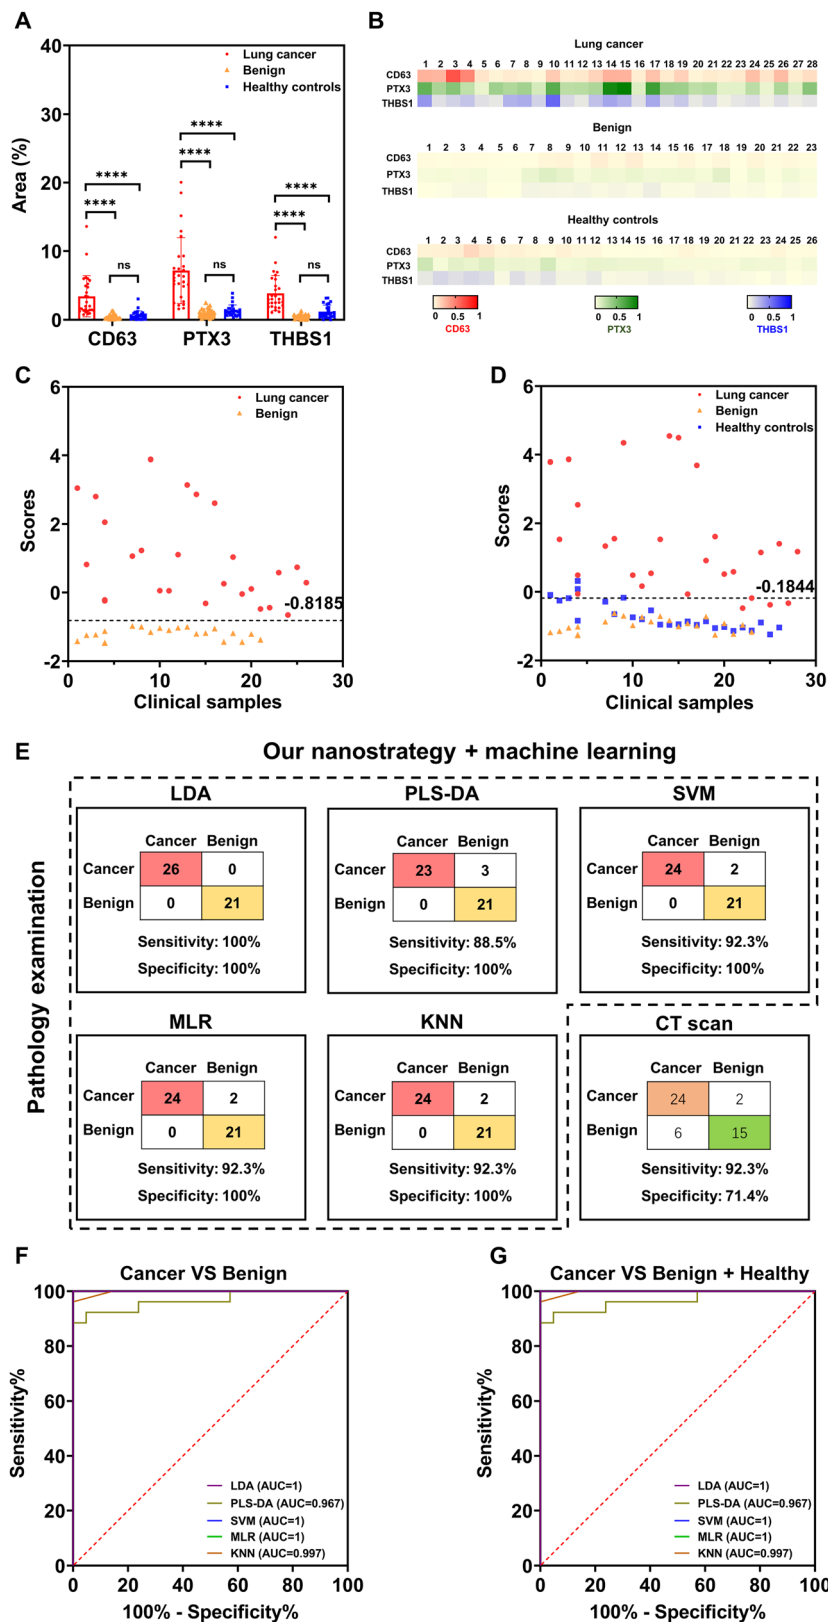 A
Lung cancer
Benign
Healthy controls
Area (%)
40
30
20
10
0
**** **** ns
**** **** ns
**** **** ns
CD63 PTX3 THBS1
B
Lung cancer
1 2 3 4 5 6 7 8 9 10 11 12 13 14 15 16 17 18 19 20 21 22 23 24 25 26 27 28
CD63
PTX3
THBS1
Benign
1 2 3 4 5 6 7 8 9 10 11 12 13 14 15 16 17 18 19 20 21 22 23
CD63
PTX3
THBS1
Healthy controls
1 2 3 4 5 6 7 8 9 10 11 12 13 14 15 16 17 18 19 20 21 22 23 24 25 26
CD63
PTX3
THBS1
0 0.5 1
CD63
0 0.5 1
PTX3
0 0.5 1
THBS1
C
Lung cancer
Benign
Scores
6
4
2
0
-2
-0.8185
0 10 20 30
Clinical samples
D
Lung cancer
Benign
Healthy controls
Scores
6
4
2
0
-2
-0.1844
0 10 20 30
Clinical samples
E
Our nanostrategy + machine learning
Pathology examination
LDA
Cancer Benign
Cancer 26 0
Benign 0 21
Sensitivity: 100%
Specificity: 100%
PLS-DA
Cancer Benign
Cancer 23 3
Benign 0 21
Sensitivity: 88.5%
Specificity: 100%
SVM
Cancer Benign
Cancer 24 2
Benign 0 21
Sensitivity: 92.3%
Specificity: 100%
MLR
Cancer Benign
Cancer 24 2
Benign 0 21
Sensitivity: 92.3%
Specificity: 100%
KNN
Cancer Benign
Cancer 24 2
Benign 0 21
Sensitivity: 92.3%
Specificity: 100%
CT scan
Cancer Benign
Cancer 24 2
Benign 6 15
Sensitivity: 92.3%
Specificity: 71.4%
F
Cancer VS Benign
Sensitivity%
100
80
60
40
20
0
LDA (AUC=1)
PLS-DA (AUC=0.967)
SVM (AUC=1)
MLR (AUC=1)
KNN (AUC=0.997)
0 20 40 60 80 100
100% - Specificity%
G
Cancer VS Benign + Healthy
Sensitivity%
100
80
60
40
20
0
LDA (AUC=1)
PLS-DA (AUC=0.967)
SVM (AUC=1)
MLR (AUC=1)
KNN (AUC=0.997)
0 20 40 60 80 100
100% - Specificity%